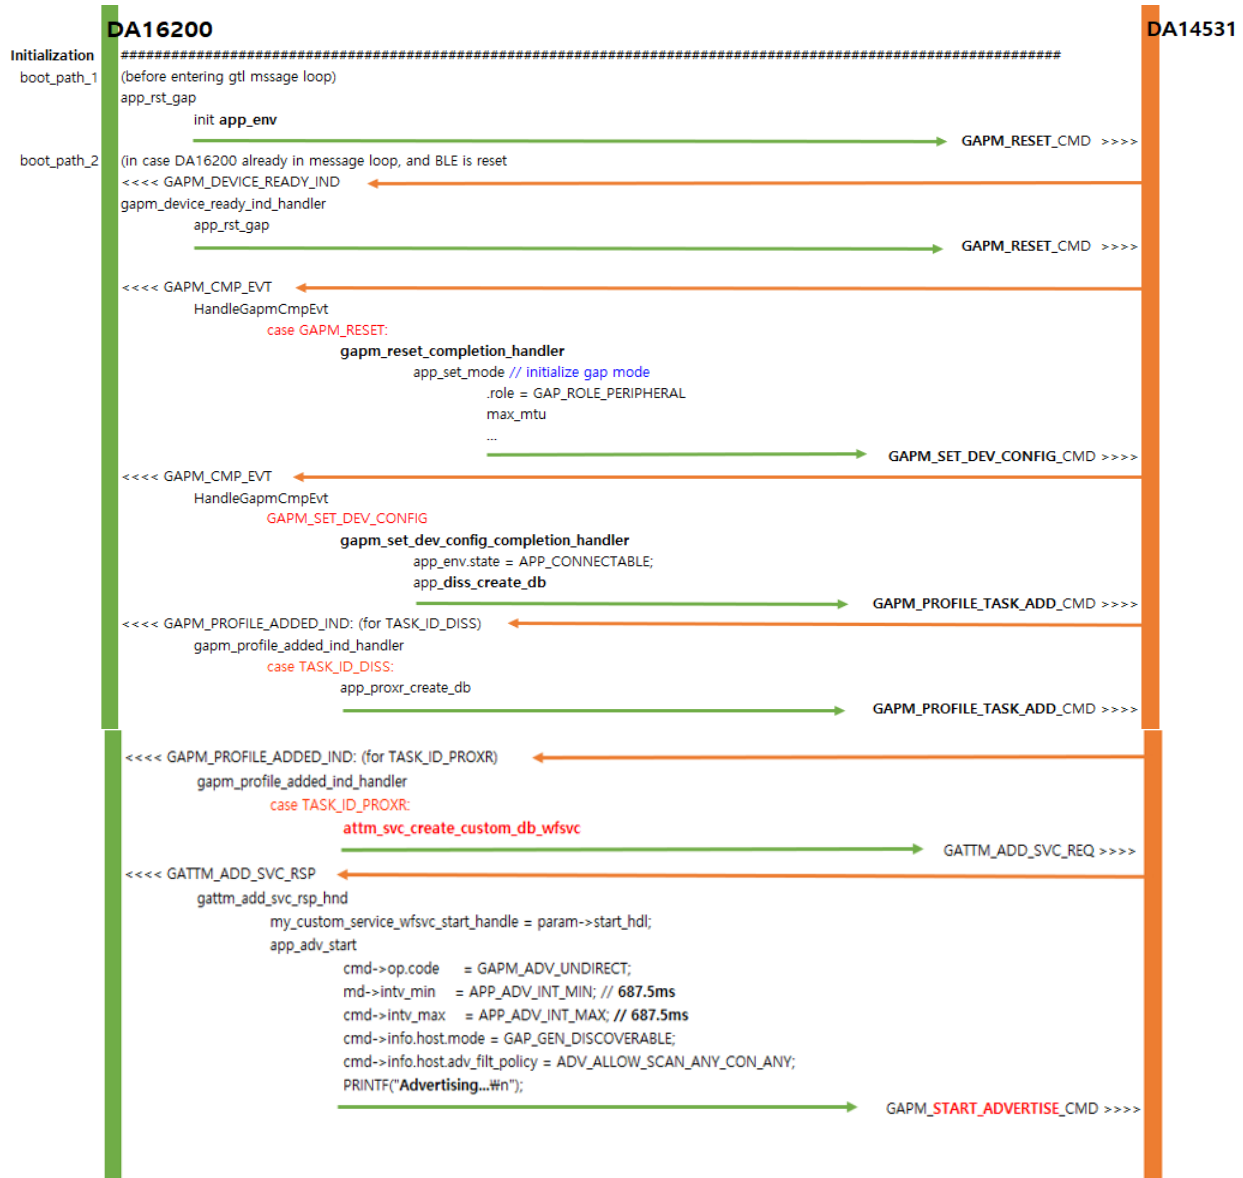 DA16200 DA14531
Initialization ################################################################################################################
boot_path_1 (before entering gtl mssage loop)
app_rst_gap
init app_env
GAPM_RESET_CMD >>>>
boot_path_2 (in case DA16200 already in message loop, and BLE is reset
<<<< GAPM_DEVICE_READY_IND
gapm_device_ready_ind_handler
app_rst_gap
GAPM_RESET_CMD >>>>
<<<< GAPM_CMP_EVT
HandleGapmCmpEvt
case GAPM_RESET:
gapm_reset_completion_handler
app_set_mode // initialize gap mode
.role = GAP_ROLE_PERIPHERAL
max_mtu
...
GAPM_SET_DEV_CONFIG_CMD >>>>
<<<< GAPM_CMP_EVT
HandleGapmCmpEvt
GAPM_SET_DEV_CONFIG
gapm_set_dev_config_completion_handler
app_env.state = APP_CONNECTABLE;
app_diss_create_db
GAPM_PROFILE_TASK_ADD_CMD >>>>
<<<< GAPM_PROFILE_ADDED_IND: (for TASK_ID_DISS)
gapm_profile_added_ind_handler
case TASK_ID_DISS:
app_proxr_create_db
GAPM_PROFILE_TASK_ADD_CMD >>>>
<<<< GAPM_PROFILE_ADDED_IND: (for TASK_ID_PROXR)
gapm_profile_added_ind_handler
case TASK_ID_PROXR:
attm_svc_create_custom_db_wfsvc
GATTM_ADD_SVC_REQ >>>>
<<<< GATTM_ADD_SVC_RSP
gattm_add_svc_rsp_hnd
my_custom_service_wfsvc_start_handle = param->start_hdl;
app_adv_start
cmd->op.code = GAPM_ADV_UNDIRECT;
md->intv_min = APP_ADV_INT_MIN; // 687.5ms
cmd->intv_max = APP_ADV_INT_MAX; // 687.5ms
cmd->info.host.mode = GAP_GEN_DISCOVERABLE;
cmd->info.host.adv_filt_policy = ADV_ALLOW_SCAN_ANY_CON_ANY;
PRINTF("Advertising...₩n");
GAPM_START_ADVERTISE_CMD >>>>